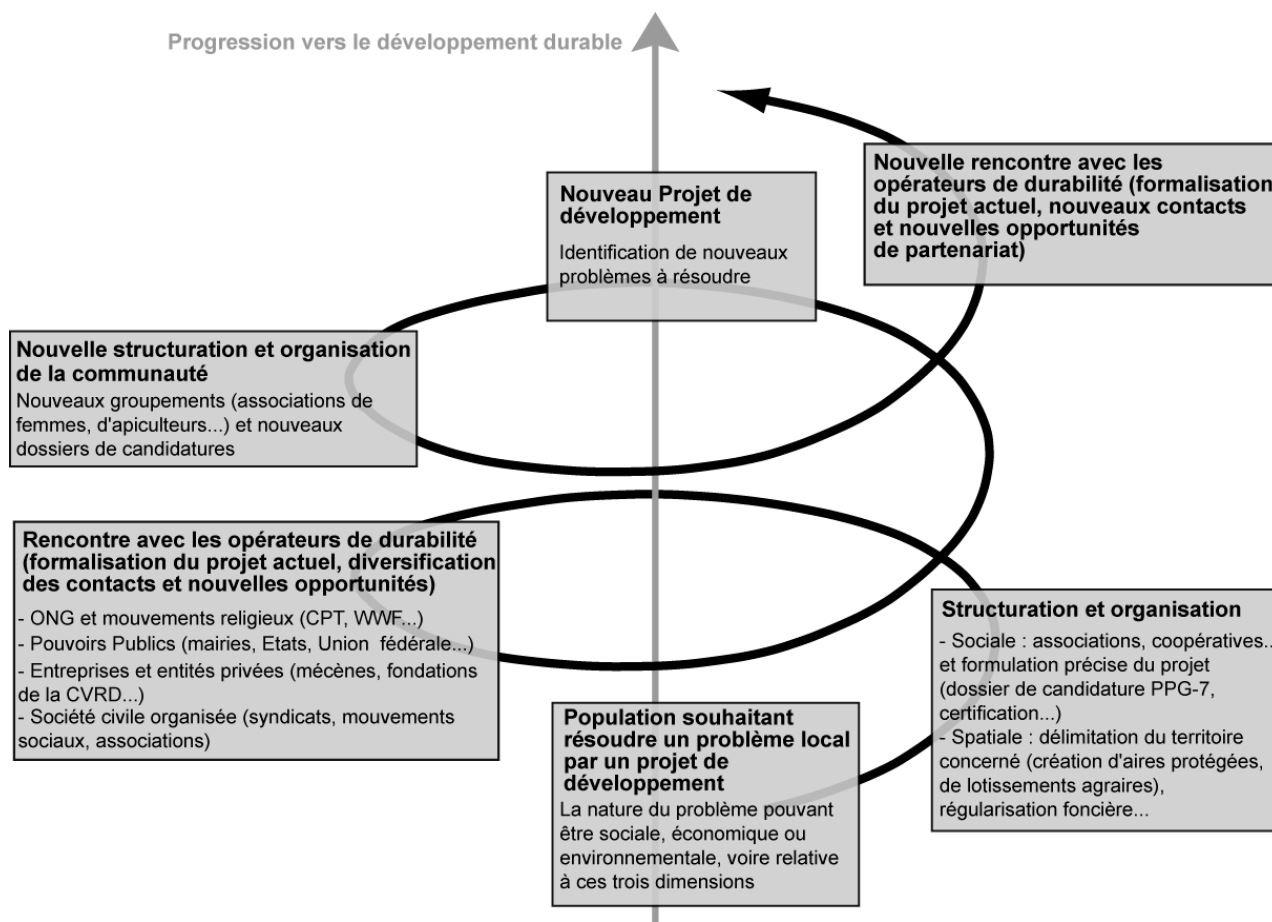 Progression vers le développement durable
Nouvelle rencontre avec les
opérateurs de durabilité (formalisation
du projet actuel, nouveaux contacts
et nouvelles opportunités
de partenariat)
Nouveau Projet de
développement
Identification de nouveaux
problèmes à résoudre
Nouvelle structuration et organisation
de la communauté
Nouveaux groupements (associations de
femmes, d'apiculteurs...) et nouveaux
dossiers de candidatures
Rencontre avec les opérateurs de durabilité
(formalisation du projet actuel, diversification
des contacts et nouvelles opportunités)
- ONG et mouvements religieux (CPT, WWF...)
- Pouvoirs Publics (mairies, Etats, Union fédérale...)
- Entreprises et entités privées (mécènes, fondations
de la CVRD...)
- Société civile organisée (syndicats, mouvements
sociaux, associations)
Structuration et organisation
- Sociale : associations, coopératives...
et formulation précise du projet
(dossier de candidature PPG-7,
certification...)
- Spatiale : délimitation du territoire
concerné (création d'aires protégées,
de lotissements agraires),
régularisation foncière...
Population souhaitant
résoudre un problème local
par un projet de
développement
La nature du problème pouvant
être sociale, économique ou
environnementale, voire relative
à ces trois dimensions